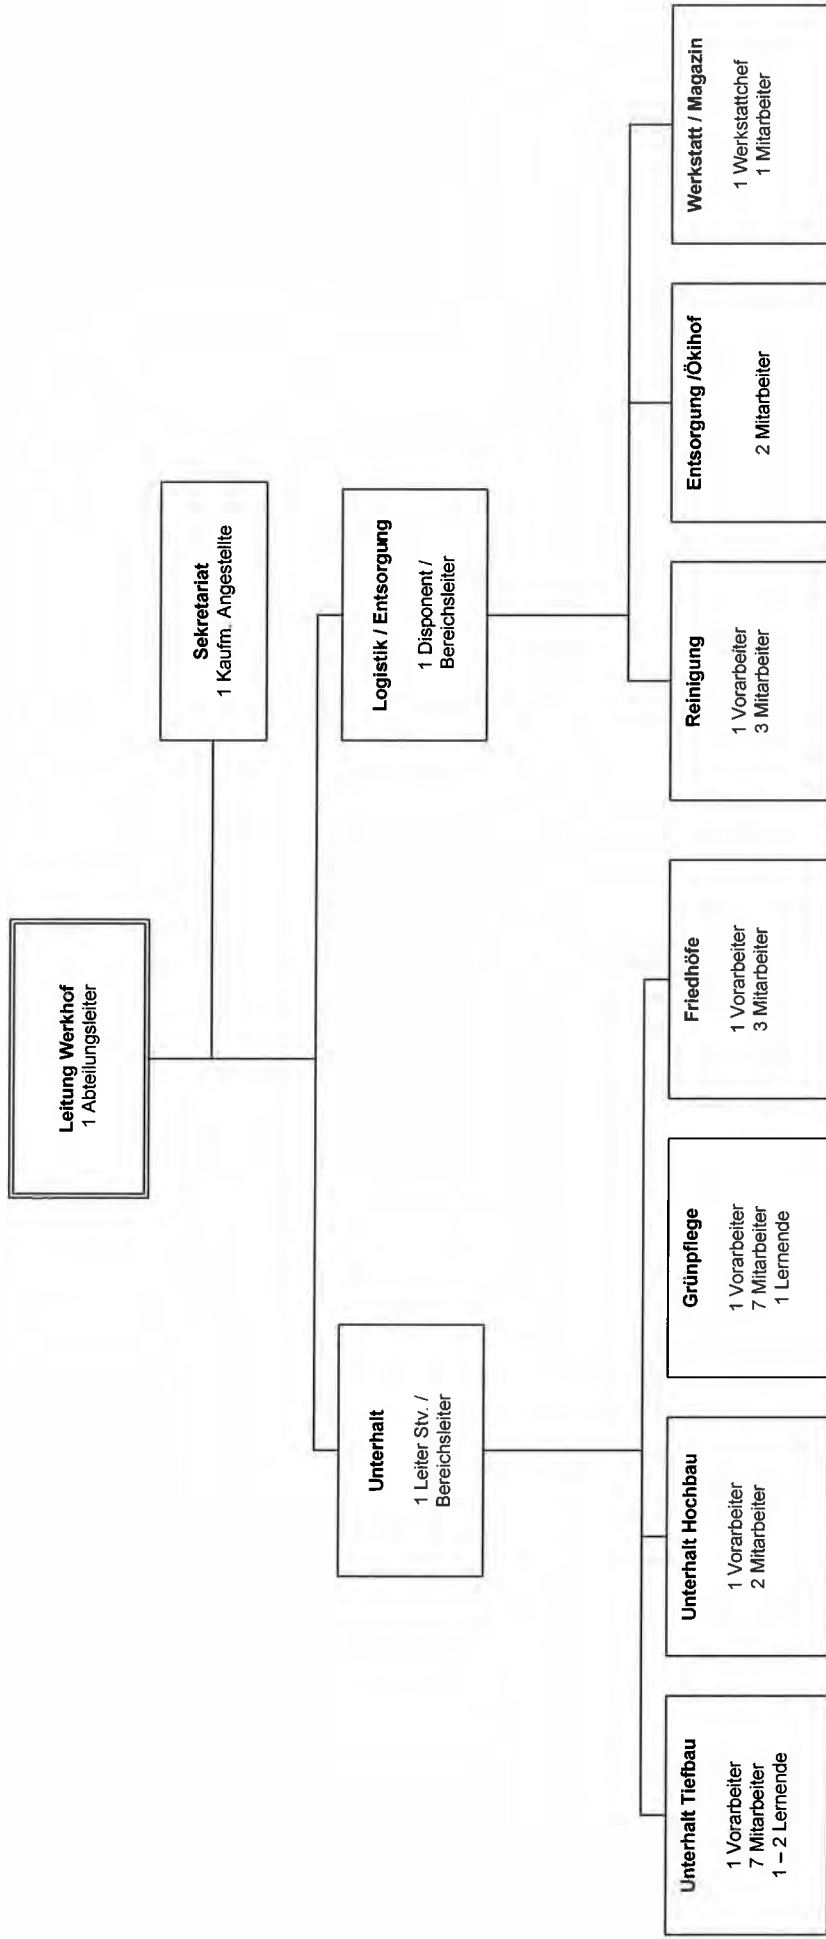 Leitung Werkhof
1 Abteilungsleiter
Sekretariat
1 Kaufm. Angestellte
Unterhalt
1 Leiter Stv. /
Bereichsleiter
Logistik / Entsorgung
1 Disponent /
Bereichsleiter
Unterhalt Tiefbau
1 Vorarbeiter
7 Mitarbeiter
1 – 2 Lernende
Unterhalt Hochbau
1 Vorarbeiter
2 Mitarbeiter
Grünpflege
1 Vorarbeiter
7 Mitarbeiter
1 Lernende
Friedhöfe
1 Vorarbeiter
3 Mitarbeiter
Reinigung
1 Vorarbeiter
3 Mitarbeiter
Entsorgung /Ökihof
2 Mitarbeiter
Werkstatt / Magazin
1 Werkstattchef
1 Mitarbeiter